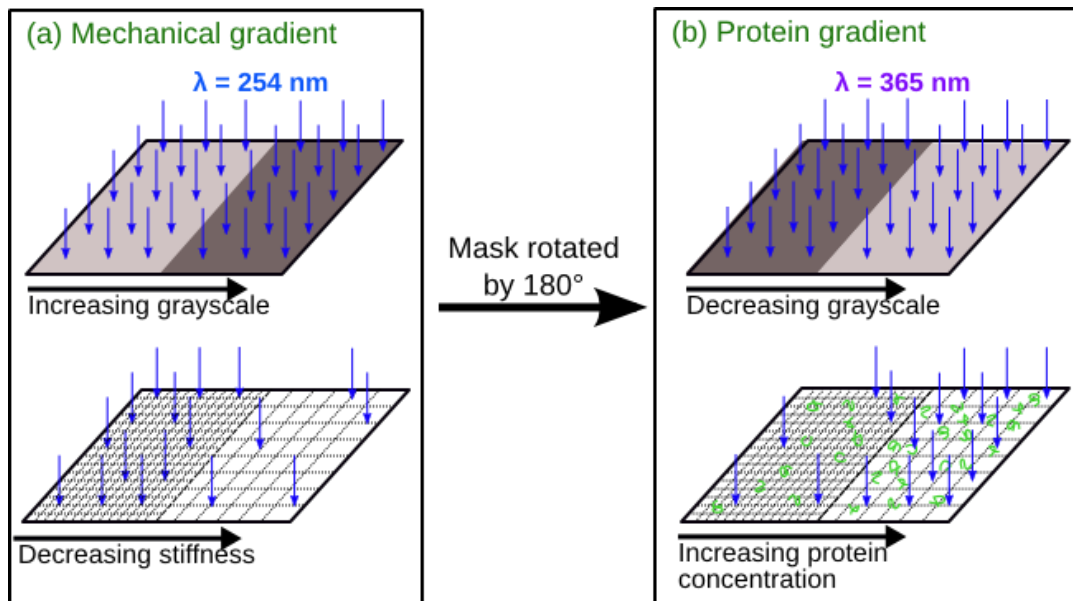 (a) Mechanical gradient
λ = 254 nm
Increasing grayscale
Decreasing stiffness
Mask rotated
by 180°
(b) Protein gradient
λ = 365 nm
Decreasing grayscale
Increasing protein
concentration